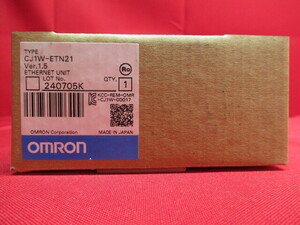 TYPE
CJ1W-ETN21
Ver.1.5
ETHERNET UNIT
LOT No.
240705K
QTY.
1
KCC-REM-OMR
-CJ1W-00017
OMRON Corporation
MADE IN JAPAN
OMRON